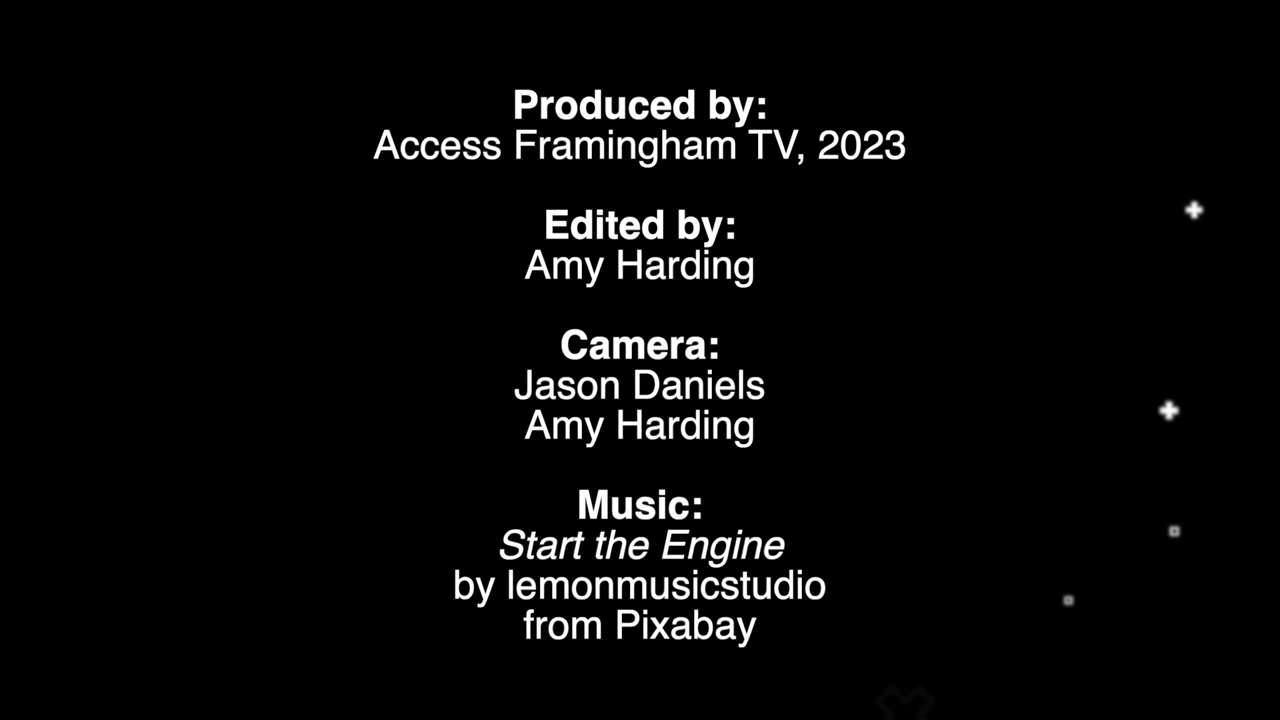 Produced by:
Access Framingham TV, 2023
Edited by:
Amy Harding
Camera:
Jason Daniels
Amy Harding
Music:
Start the Engine
by lemonmusicstudio
from Pixabay